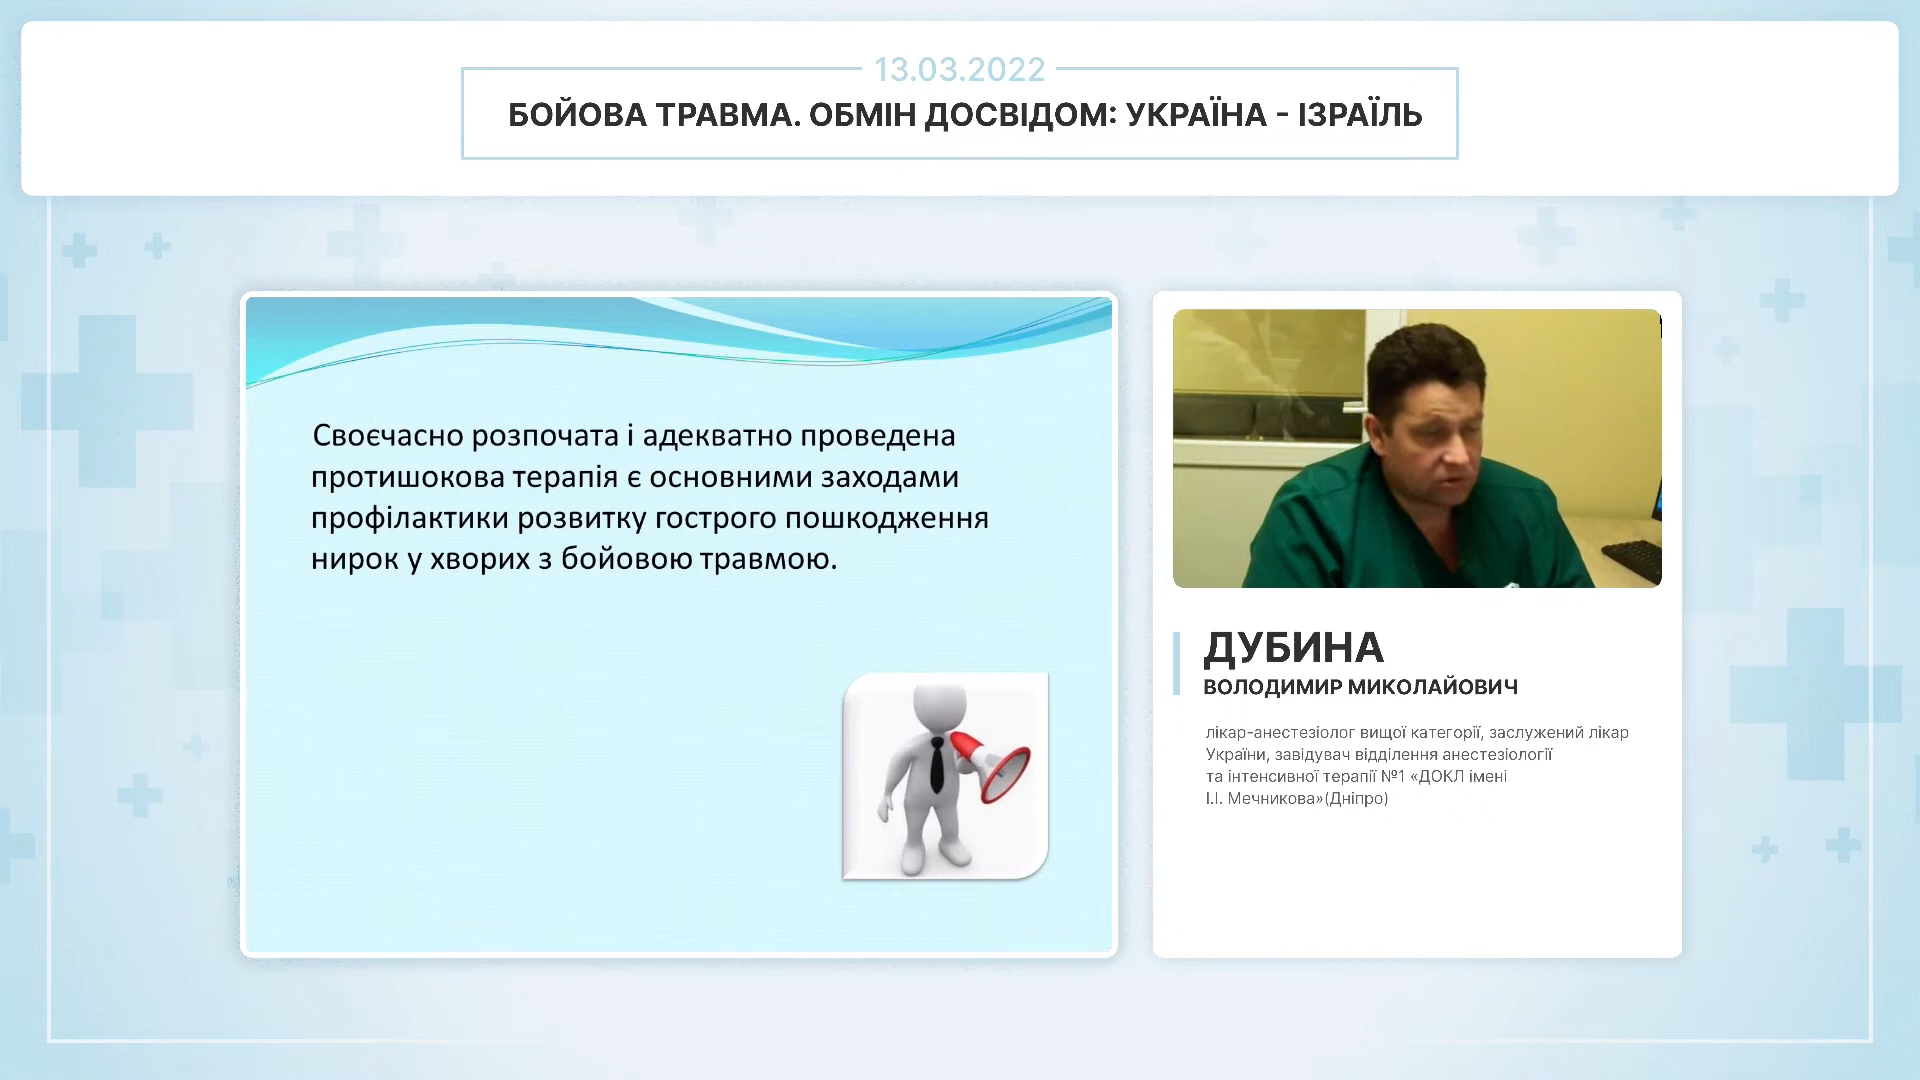 13.03.2022
БОЙОВА ТРАВМА. ОБМІН ДОСВІДОМ: УКРАЇНА - ІЗРАЇЛЬ
Своєчасно розпочата і адекватно проведена
протишокова терапія є основними заходами
профілактики розвитку гострого пошкодження
нирок у хворих з бойовою травмою.
ДУБИНА
ВОЛОДИМИР МИКОЛАЙОВИЧ
лікар-анестезіолог вищої категорії, заслужений лікар
України, завідувач відділення анестезіології
та інтенсивної терапії №1 «ДОКЛ імені
І.І. Мечникова»(Дніпро)